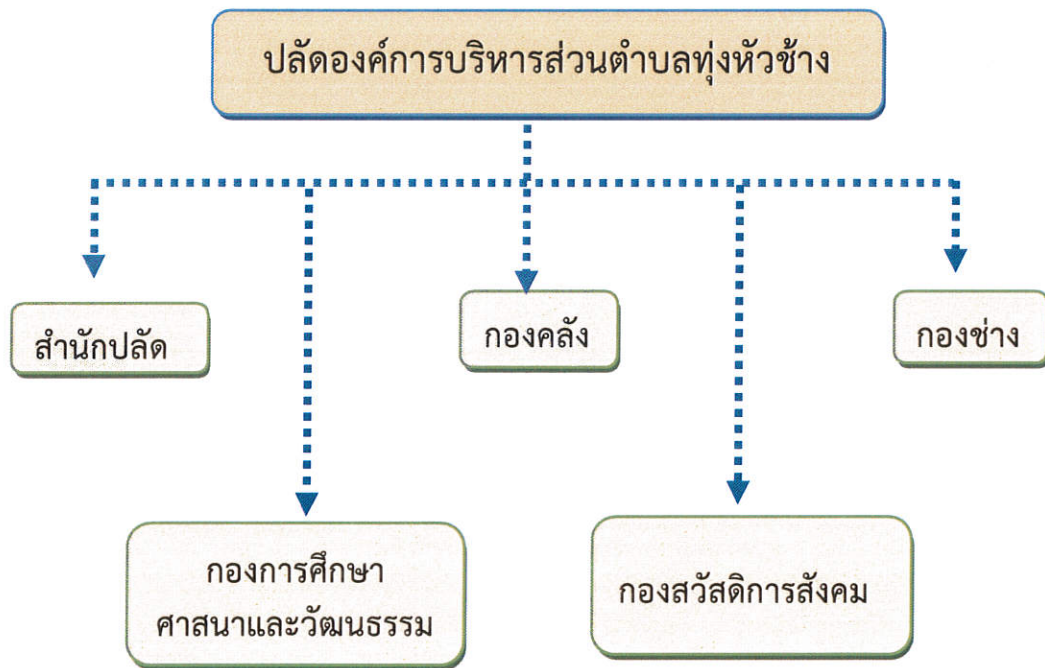 ปลัดองค์การบริหารส่วนตำบลทุ่งหัวช้าง
สำนักปลัด
กองคลัง
กองช่าง
กองการศึกษา
ศาสนาและวัฒนธรรม
กองสวัสดิการสังคม